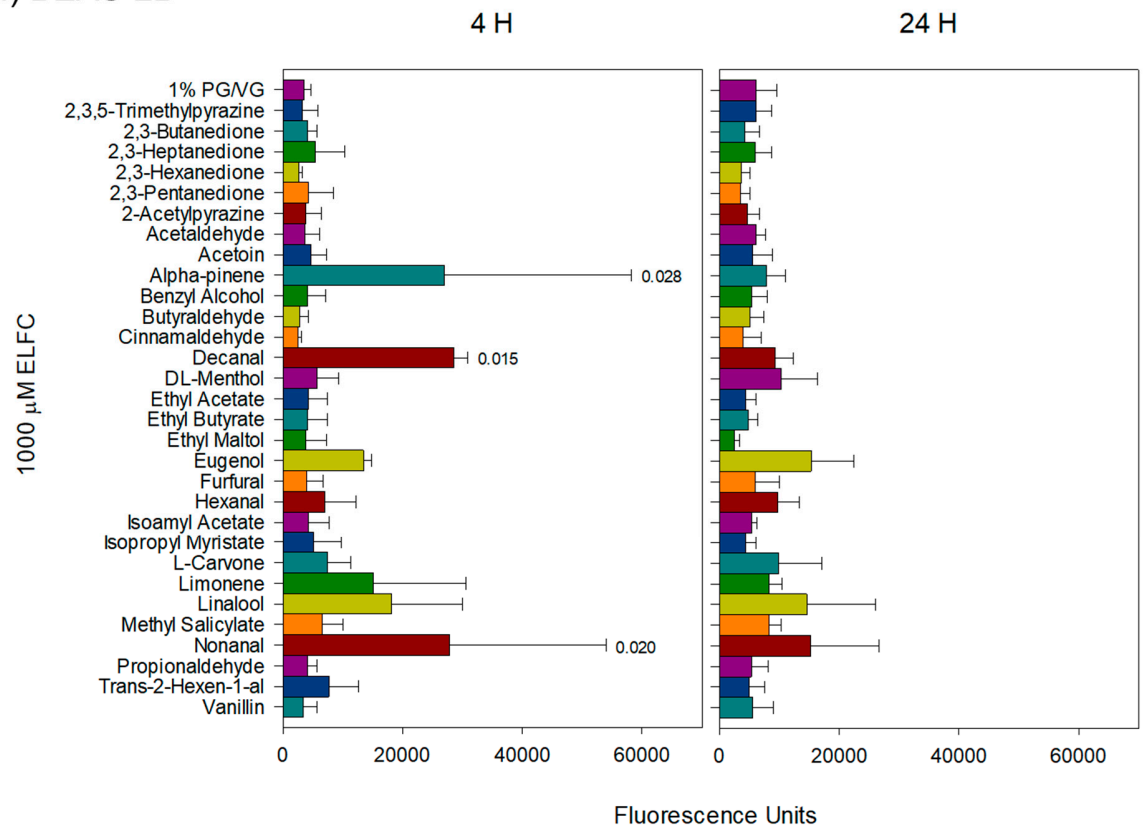 4 H
24 H
1000 μM ELFC
1% PG/VG
2,3,5-Trimethylpyrazine
2,3-Butanedione
2,3-Heptanedione
2,3-Hexanedione
2,3-Pentanedione
2-Acetylpyrazine
Acetaldehyde
Acetoin
Alpha-pinene
0.028
Benzyl Alcohol
Butyraldehyde
Cinnamaldehyde
Decanal
0.015
DL-Menthol
Ethyl Acetate
Ethyl Butyrate
Ethyl Maltol
Eugenol
Furfural
Hexanal
Isoamyl Acetate
Isopropyl Myristate
L-Carvone
Limonene
Linalool
Methyl Salicylate
Nonanal
0.020
Propionaldehyde
Trans-2-Hexen-1-al
Vanillin
0 20000 40000 60000
0 20000 40000 60000
Fluorescence Units